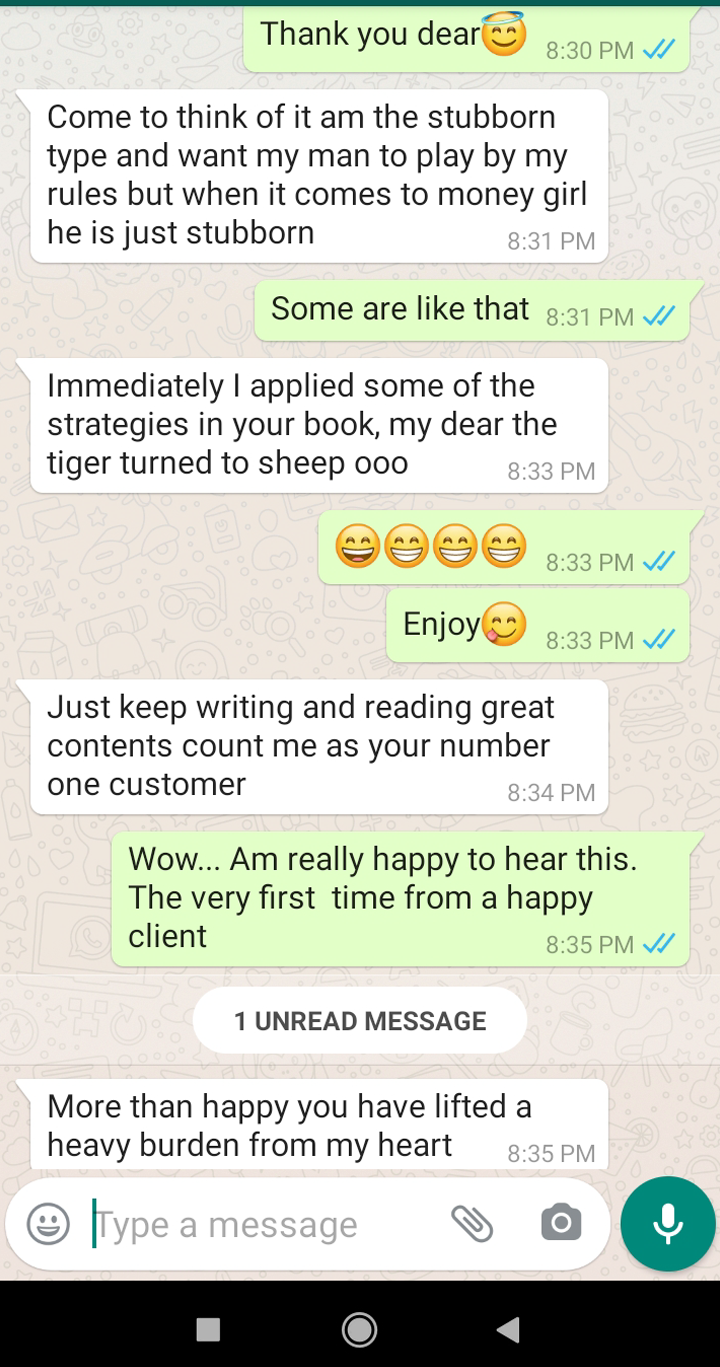 Thank you dear😇 8:30 PM
Come to think of it am the stubborn
type and want my man to play by my
rules but when it comes to money girl
he is just stubborn 8:31 PM
Some are like that 8:31 PM
Immediately I applied some of the
strategies in your book, my dear the
tiger turned to sheep ooo 8:33 PM
😄😁😁😁 8:33 PM
Enjoy😋 8:33 PM
Just keep writing and reading great
contents count me as your number
one customer 8:34 PM
Wow... Am really happy to hear this.
The very first  time from a happy
client 8:35 PM
1 UNREAD MESSAGE
More than happy you have lifted a
heavy burden from my heart 8:35 PM
Type a message